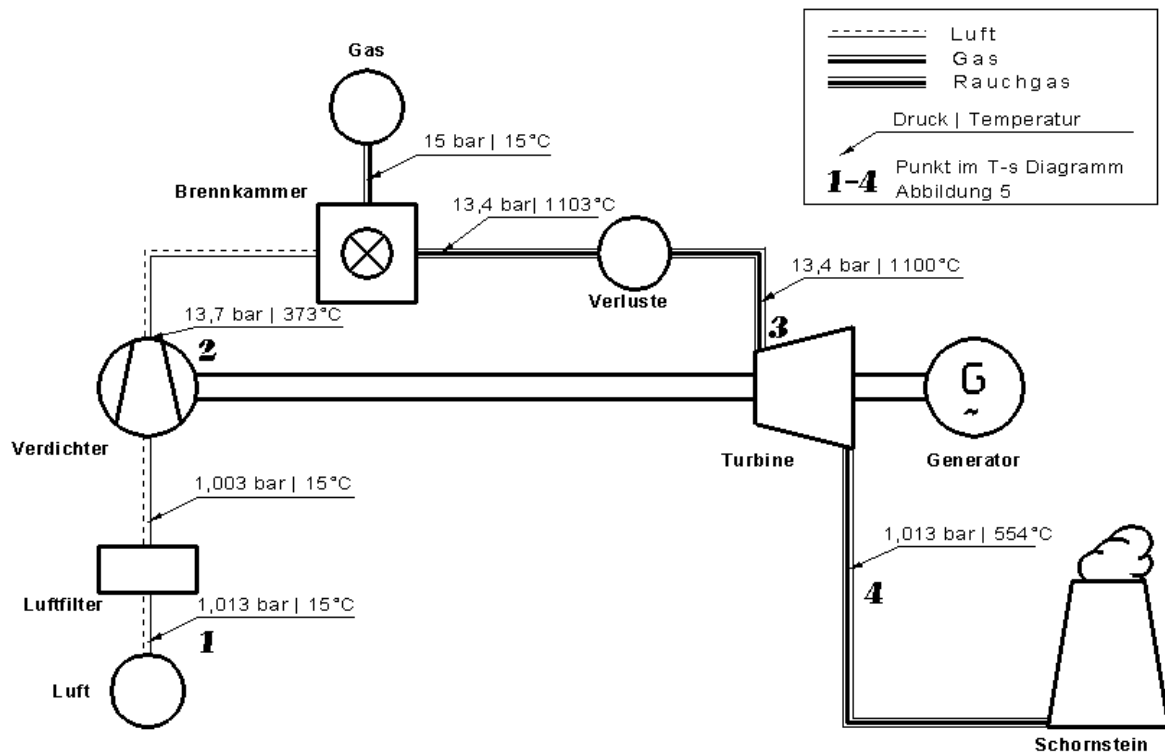 Luft
Gas
Rauchgas
Druck | Temperatur
1-4 Punkt im T-s Diagramm
Abbildung 5
Gas
15 bar | 15°C
Brennkammer
13,4 bar| 1103°C
Verluste
13,4 bar | 1100°C
3
13,7 bar | 373°C
2
G
~
Verdichter
Turbine
Generator
1,003 bar | 15°C
1,013 bar | 554°C
4
Luftfilter
1,013 bar | 15°C
1
Luft
Schornstein